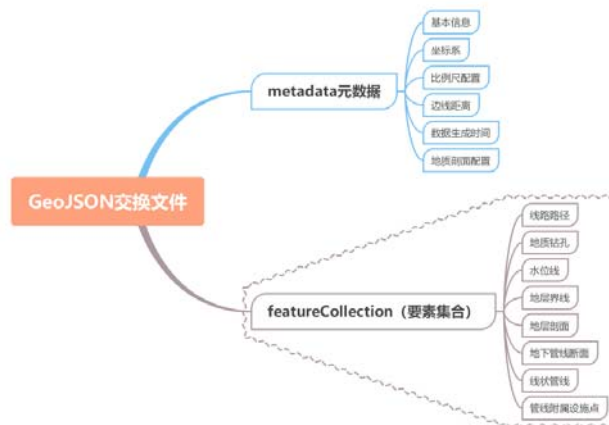 GeoJSON交换文件
metadata元数据
基本信息
坐标系
比例尺配置
边线距离
数据生成时间
地质剖面配置
featureCollection（要素集合）
线路路径
地质钻孔
水位线
地层界线
地层剖面
地下管线断面
线状管线
管线附属设施点